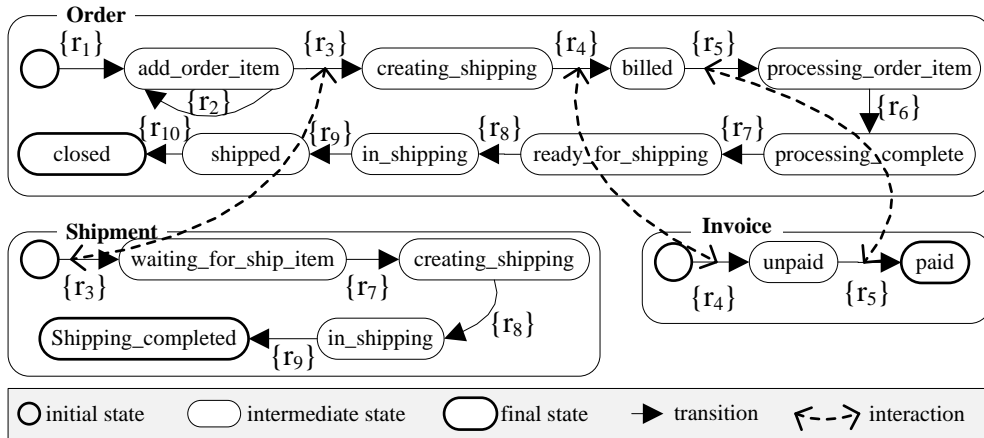 Order
{r1} {r3} {r4} {r5}
add_order_item creating_shipping billed processing_order_item
{r2} {r6}
{r10} {r9} {r8} {r7}
closed shipped in_shipping ready_for_shipping processing_complete
Shipment
waiting_for_ship_item creating_shipping
{r3} {r7}
Shipping_completed in_shipping {r8}
{r9}
Invoice
unpaid paid
{r4} {r5}
initial state intermediate state final state transition interaction